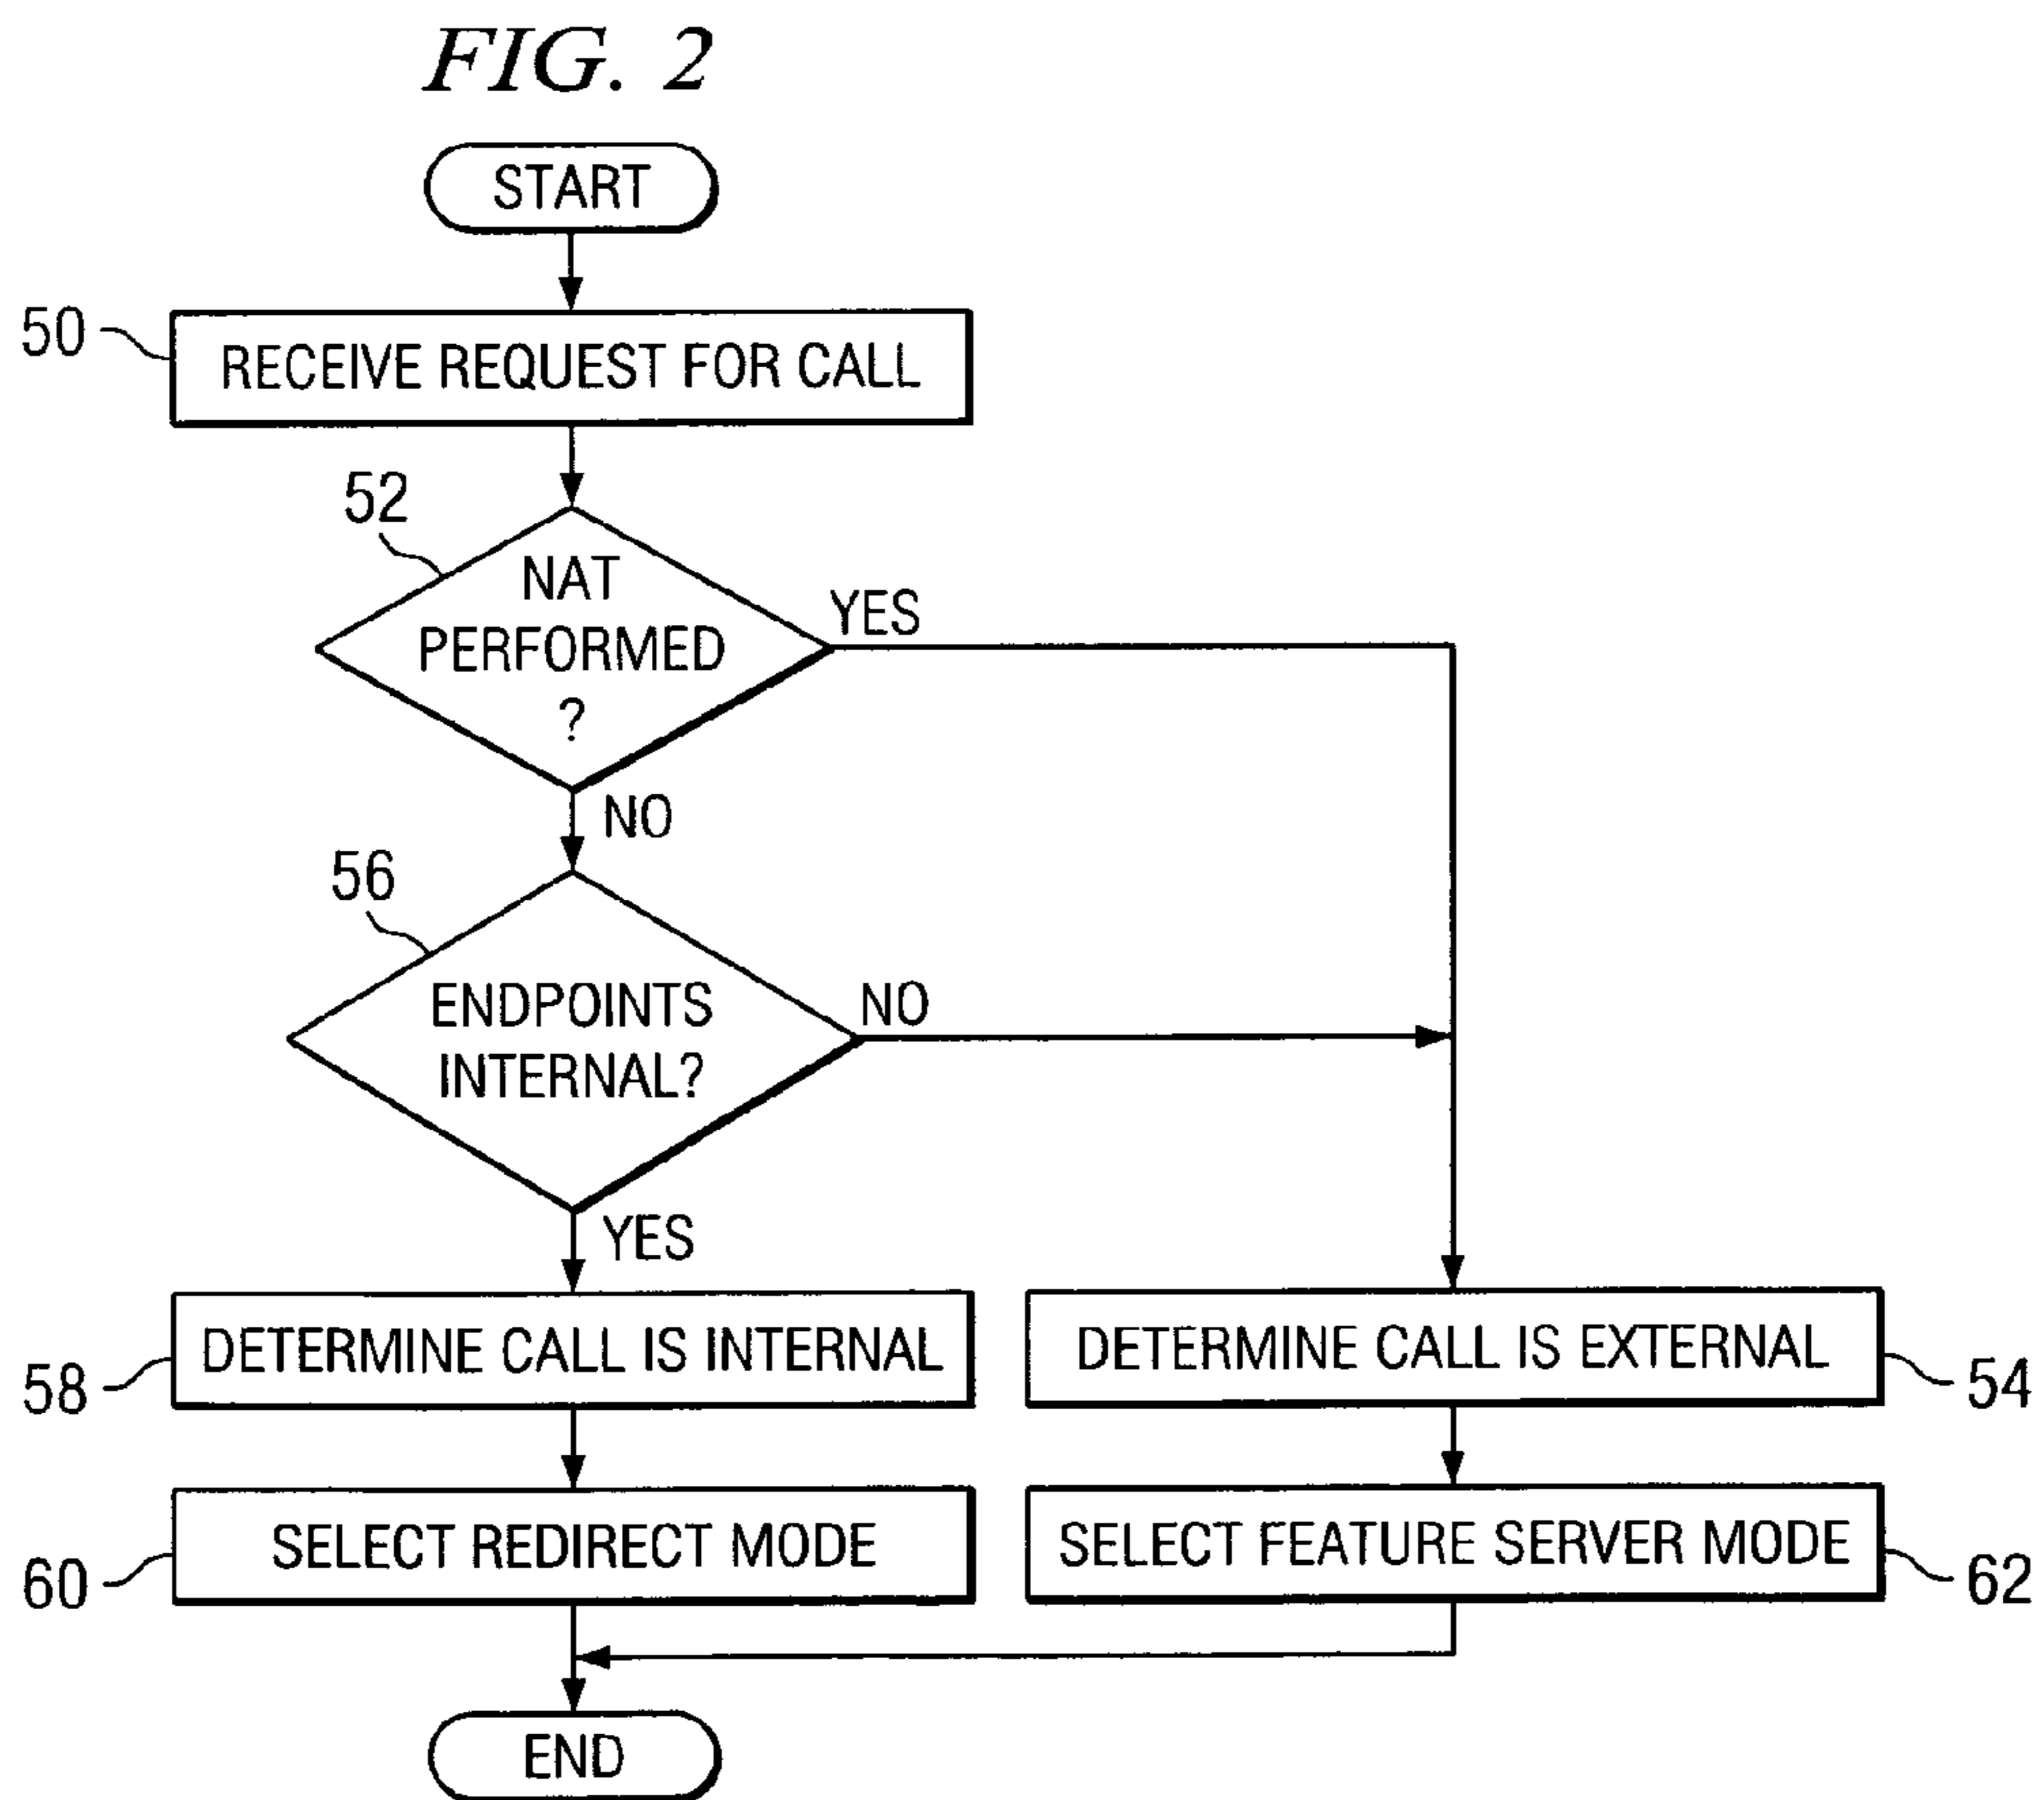 FIG. 2
START
50
RECEIVE REQUEST FOR CALL
52
NAT
PERFORMED
?
YES
NO
56
ENDPOINTS
INTERNAL?
NO
YES
DETERMINE CALL IS INTERNAL
58
DETERMINE CALL IS EXTERNAL
54
SELECT REDIRECT MODE
60
SELECT FEATURE SERVER MODE
62
END